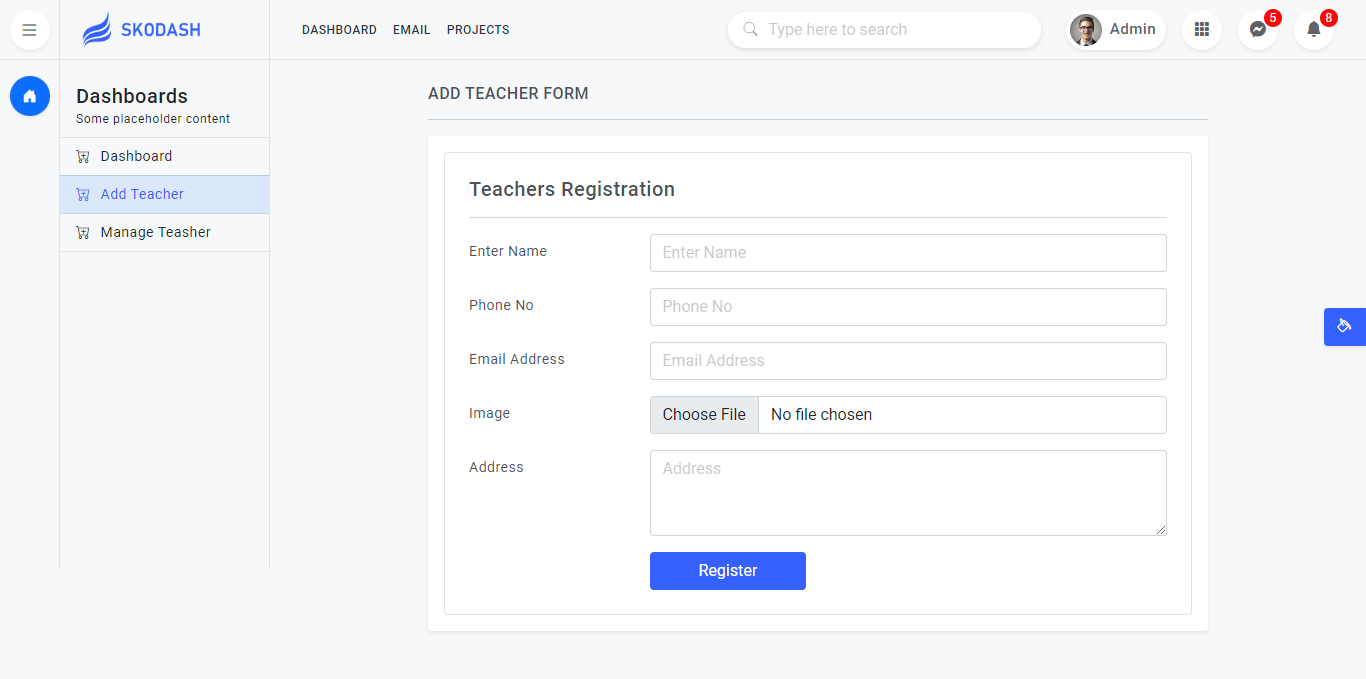 SKODASH
DASHBOARD EMAIL PROJECTS
Type here to search
Admin
5
8
Dashboards
Some placeholder content
Dashboard
Add Teacher
Manage Teasher
ADD TEACHER FORM
Teachers Registration
Enter Name
Enter Name
Phone No
Phone No
Email Address
Email Address
Image
Choose File No file chosen
Address
Address
Register